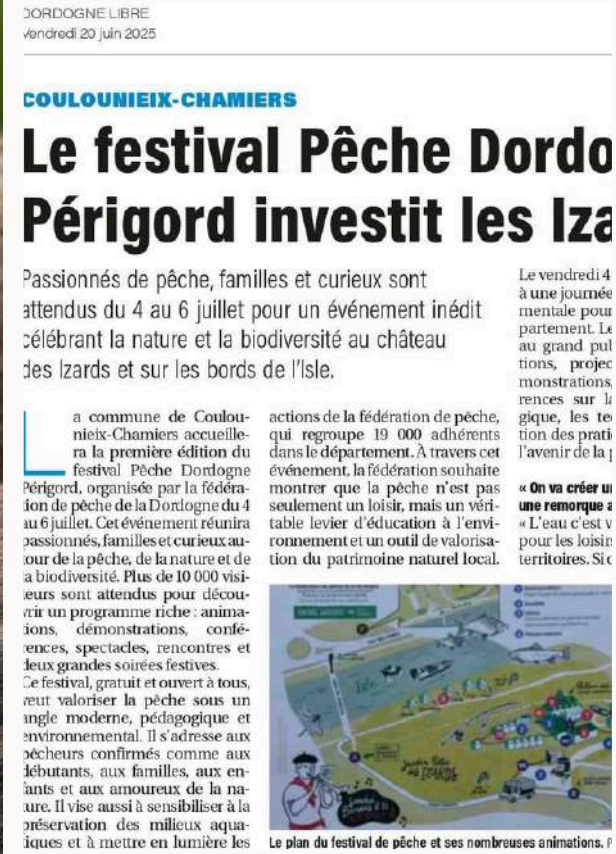 DORDOGNE LIBRE
Vendredi 20 juin 2025
COULOUNIEIX-CHAMIERS
Le festival Pêche Dordo
Périgord investit les Iza
Passionnés de pêche, familles et curieux sont
attendus du 4 au 6 juillet pour un événement inédit
célébrant la nature et la biodiversité au château
des Izards et sur les bords de l'Isle.
La commune de Coulou-
nieix-Chamiers accueille-
ra la première édition du
festival Pêche Dordogne
Périgord, organisée par la fédéra-
tion de pêche de la Dordogne du 4
au 6 juillet. Cet événement réunira
passionnés, familles et curieux au-
tour de la pêche, de la nature et de
la biodiversité. Plus de 10 000 visi-
teurs sont attendus pour décou-
vrir un programme riche : anima-
tions, démonstrations, confé-
rences, spectacles, rencontres et
deux grandes soirées festives.
Ce festival, gratuit et ouvert à tous,
veut valoriser la pêche sous un
angle moderne, pédagogique et
environnemental. Il s'adresse aux
pêcheurs confirmés comme aux
débutants, aux familles, aux en-
fants et aux amoureux de la na-
ture. Il vise aussi à sensibiliser à la
préservation des milieux aqua-
tiques et à mettre en lumière les
actions de la fédération de pêche,
qui regroupe 19 000 adhérents
dans le département. À travers cet
événement, la fédération souhaite
montrer que la pêche n'est pas
seulement un loisir, mais un véri-
table levier d'éducation à l'envi-
ronnement et un outil de valorisa-
tion du patrimoine naturel local.
Le vendredi 4
à une journée
mentale pour
partement. Le
au grand pub
tions, projec
monstrations,
rences sur la
gique, les te
tion des prati
l'avenir de la p
« On va créer un
une remorque a
« L'eau c'est v
pour les loisir
territoires. Si c
Isle
IZARDS
Le plan du festival de pêche et ses nombreuses animations.